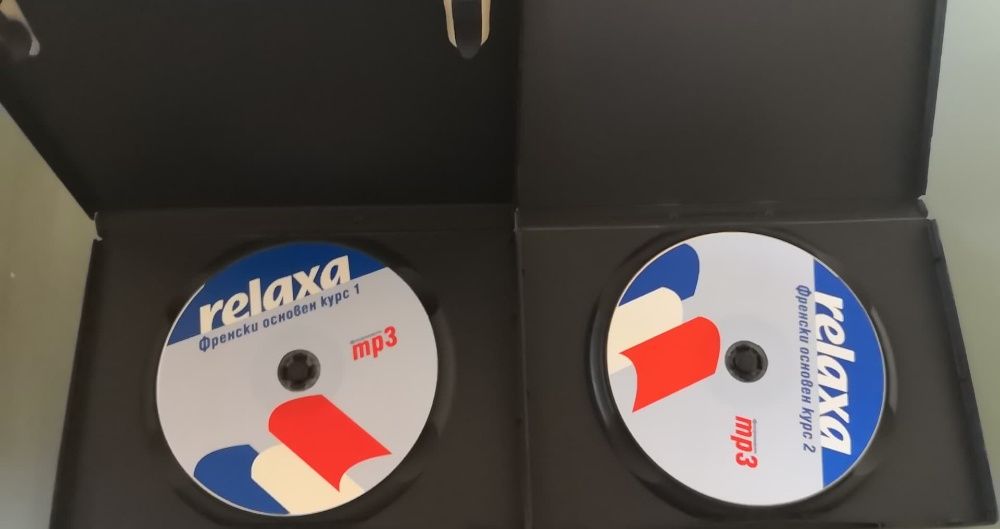 relaxa
Френски основен курс 1
mp3
relaxa
Френски основен курс 2
mp3